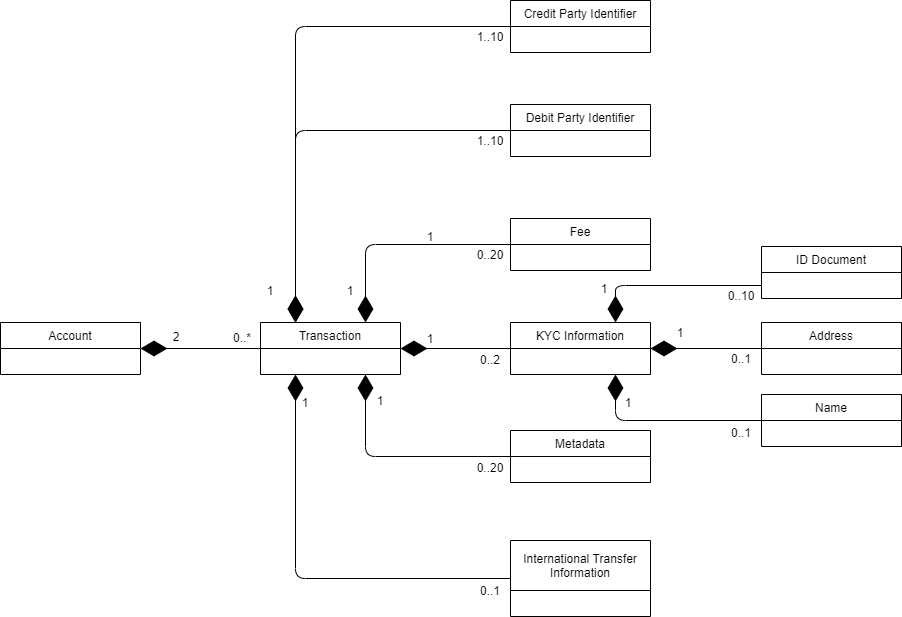 Credit Party Identifier
1..10
Debit Party Identifier
1..10
Fee
1
0..20
ID Document
1
1
1
0..10
Account
2
0..*
Transaction
1
0..2
KYC Information
1
Address
0..1
1
1
1
Name
0..1
Metadata
0..20
International Transfer
Information
0..1